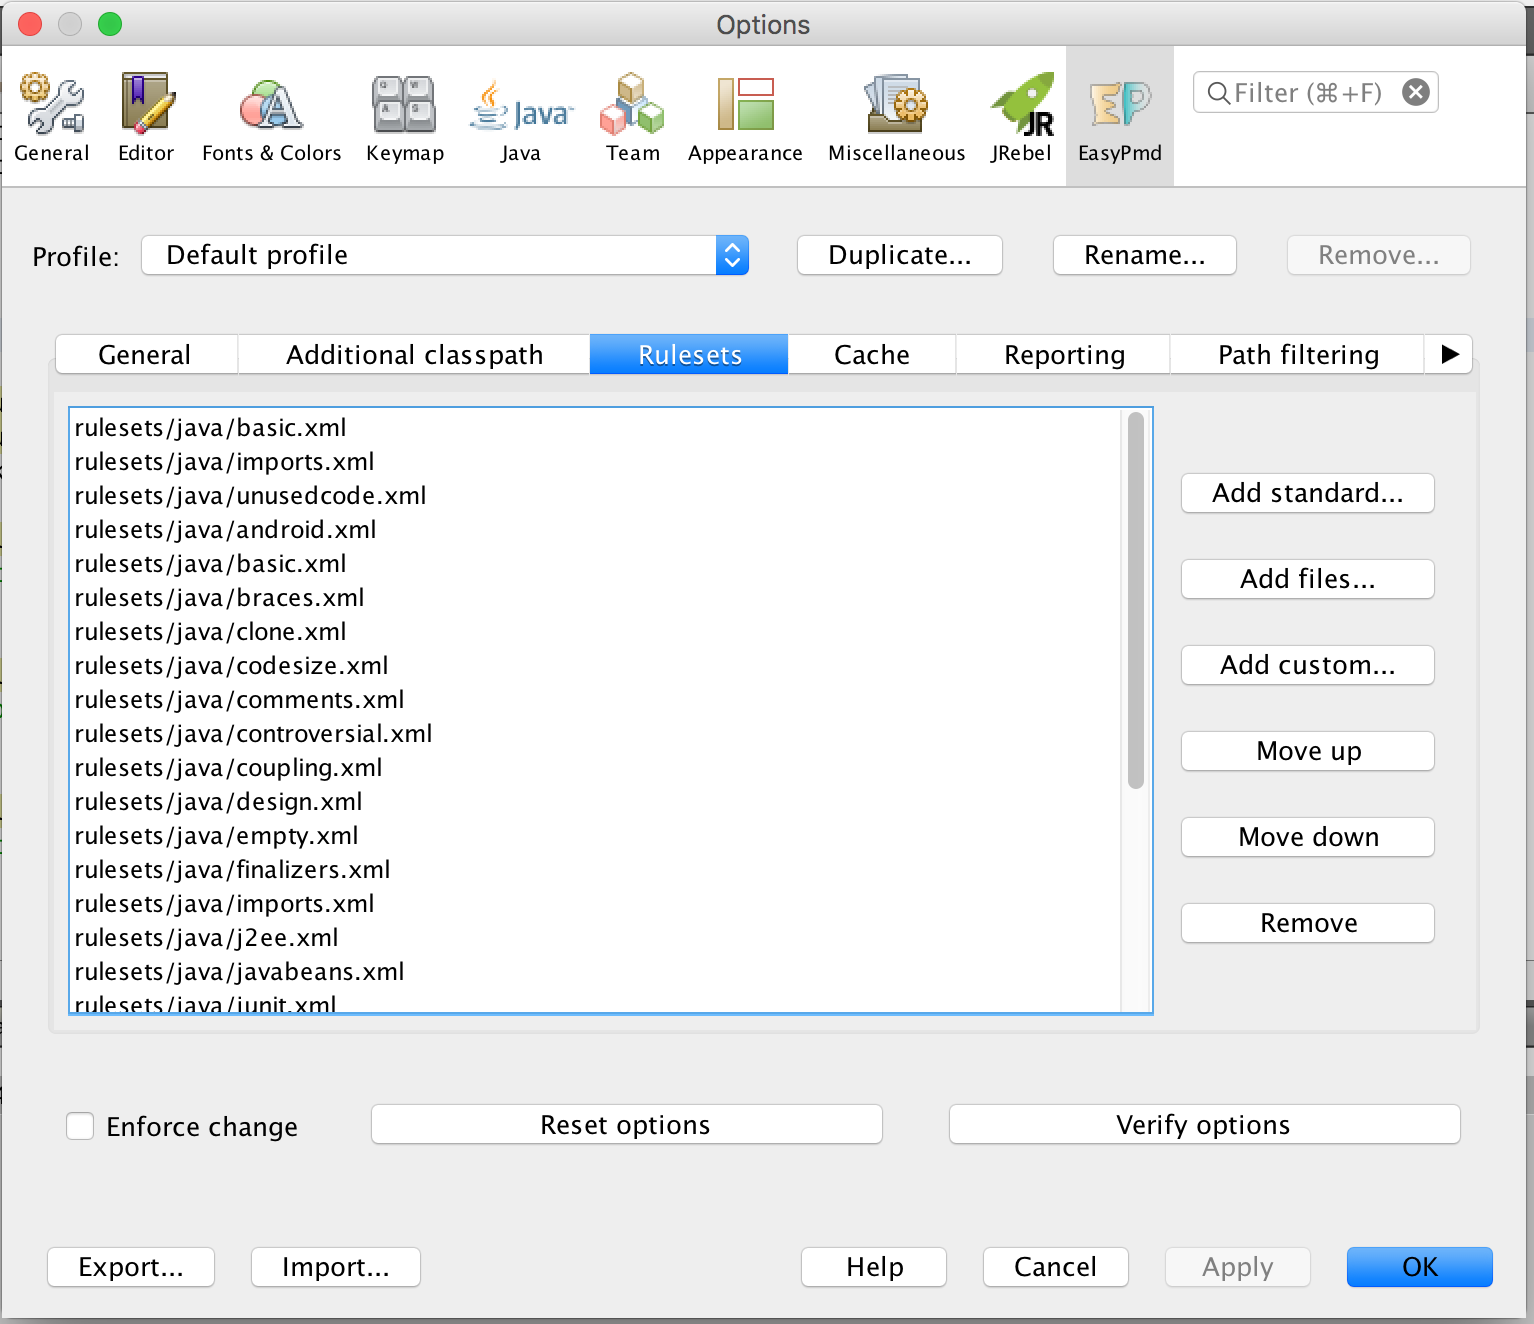 Options
General
Editor
Fonts & Colors
Keymap
Java
Java
Team
Appearance
Miscellaneous
JR
JRebel
EP
EasyPmd
Filter (⌘+F)
Profile:
Default profile
Duplicate...
Rename...
Remove...
General
Additional classpath
Rulesets
Cache
Reporting
Path filtering
rulesets/java/basic.xml
rulesets/java/imports.xml
rulesets/java/unusedcode.xml
rulesets/java/android.xml
rulesets/java/basic.xml
rulesets/java/braces.xml
rulesets/java/clone.xml
rulesets/java/codesize.xml
rulesets/java/comments.xml
rulesets/java/controversial.xml
rulesets/java/coupling.xml
rulesets/java/design.xml
rulesets/java/empty.xml
rulesets/java/finalizers.xml
rulesets/java/imports.xml
rulesets/java/j2ee.xml
rulesets/java/javabeans.xml
rulesets/java/junit.xml
Add standard...
Add files...
Add custom...
Move up
Move down
Remove
Enforce change
Reset options
Verify options
Export...
Import...
Help
Cancel
Apply
OK